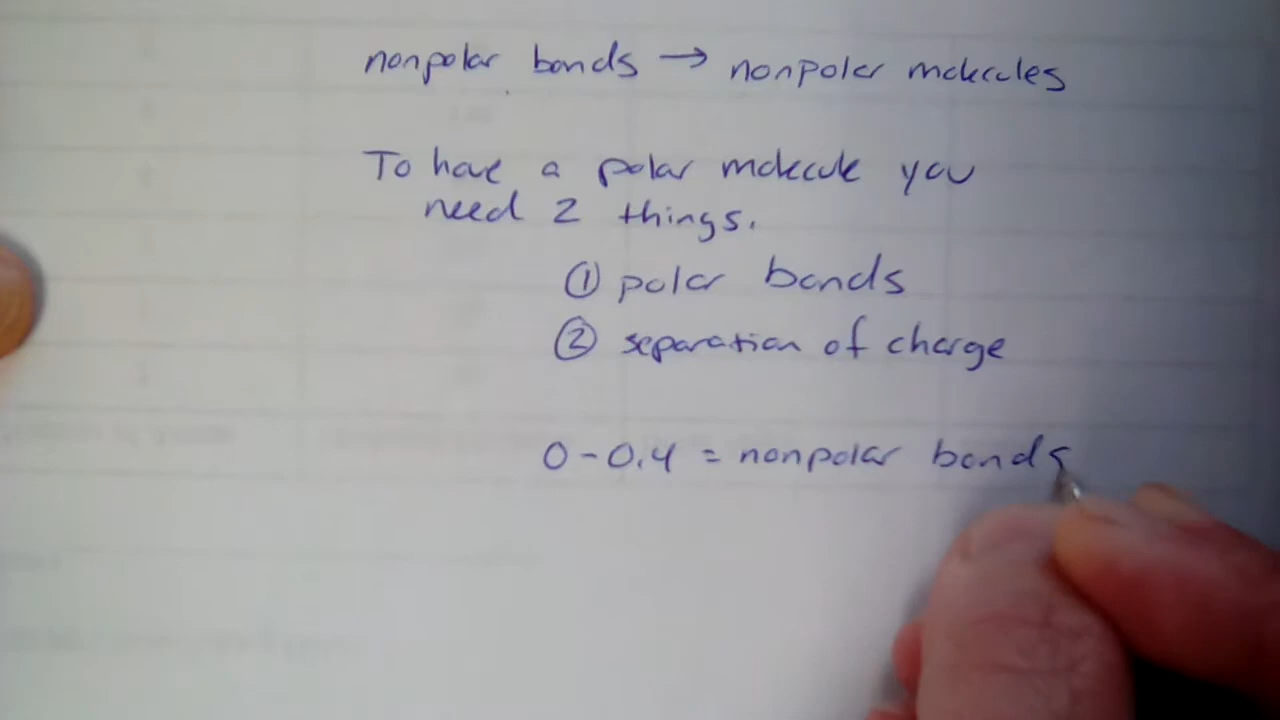 nonpolar bonds → nonpolar molecules
To have a polar molecule you
need 2 things.
① polar bonds
② separation of charge
0-0.4 = nonpolar bonds